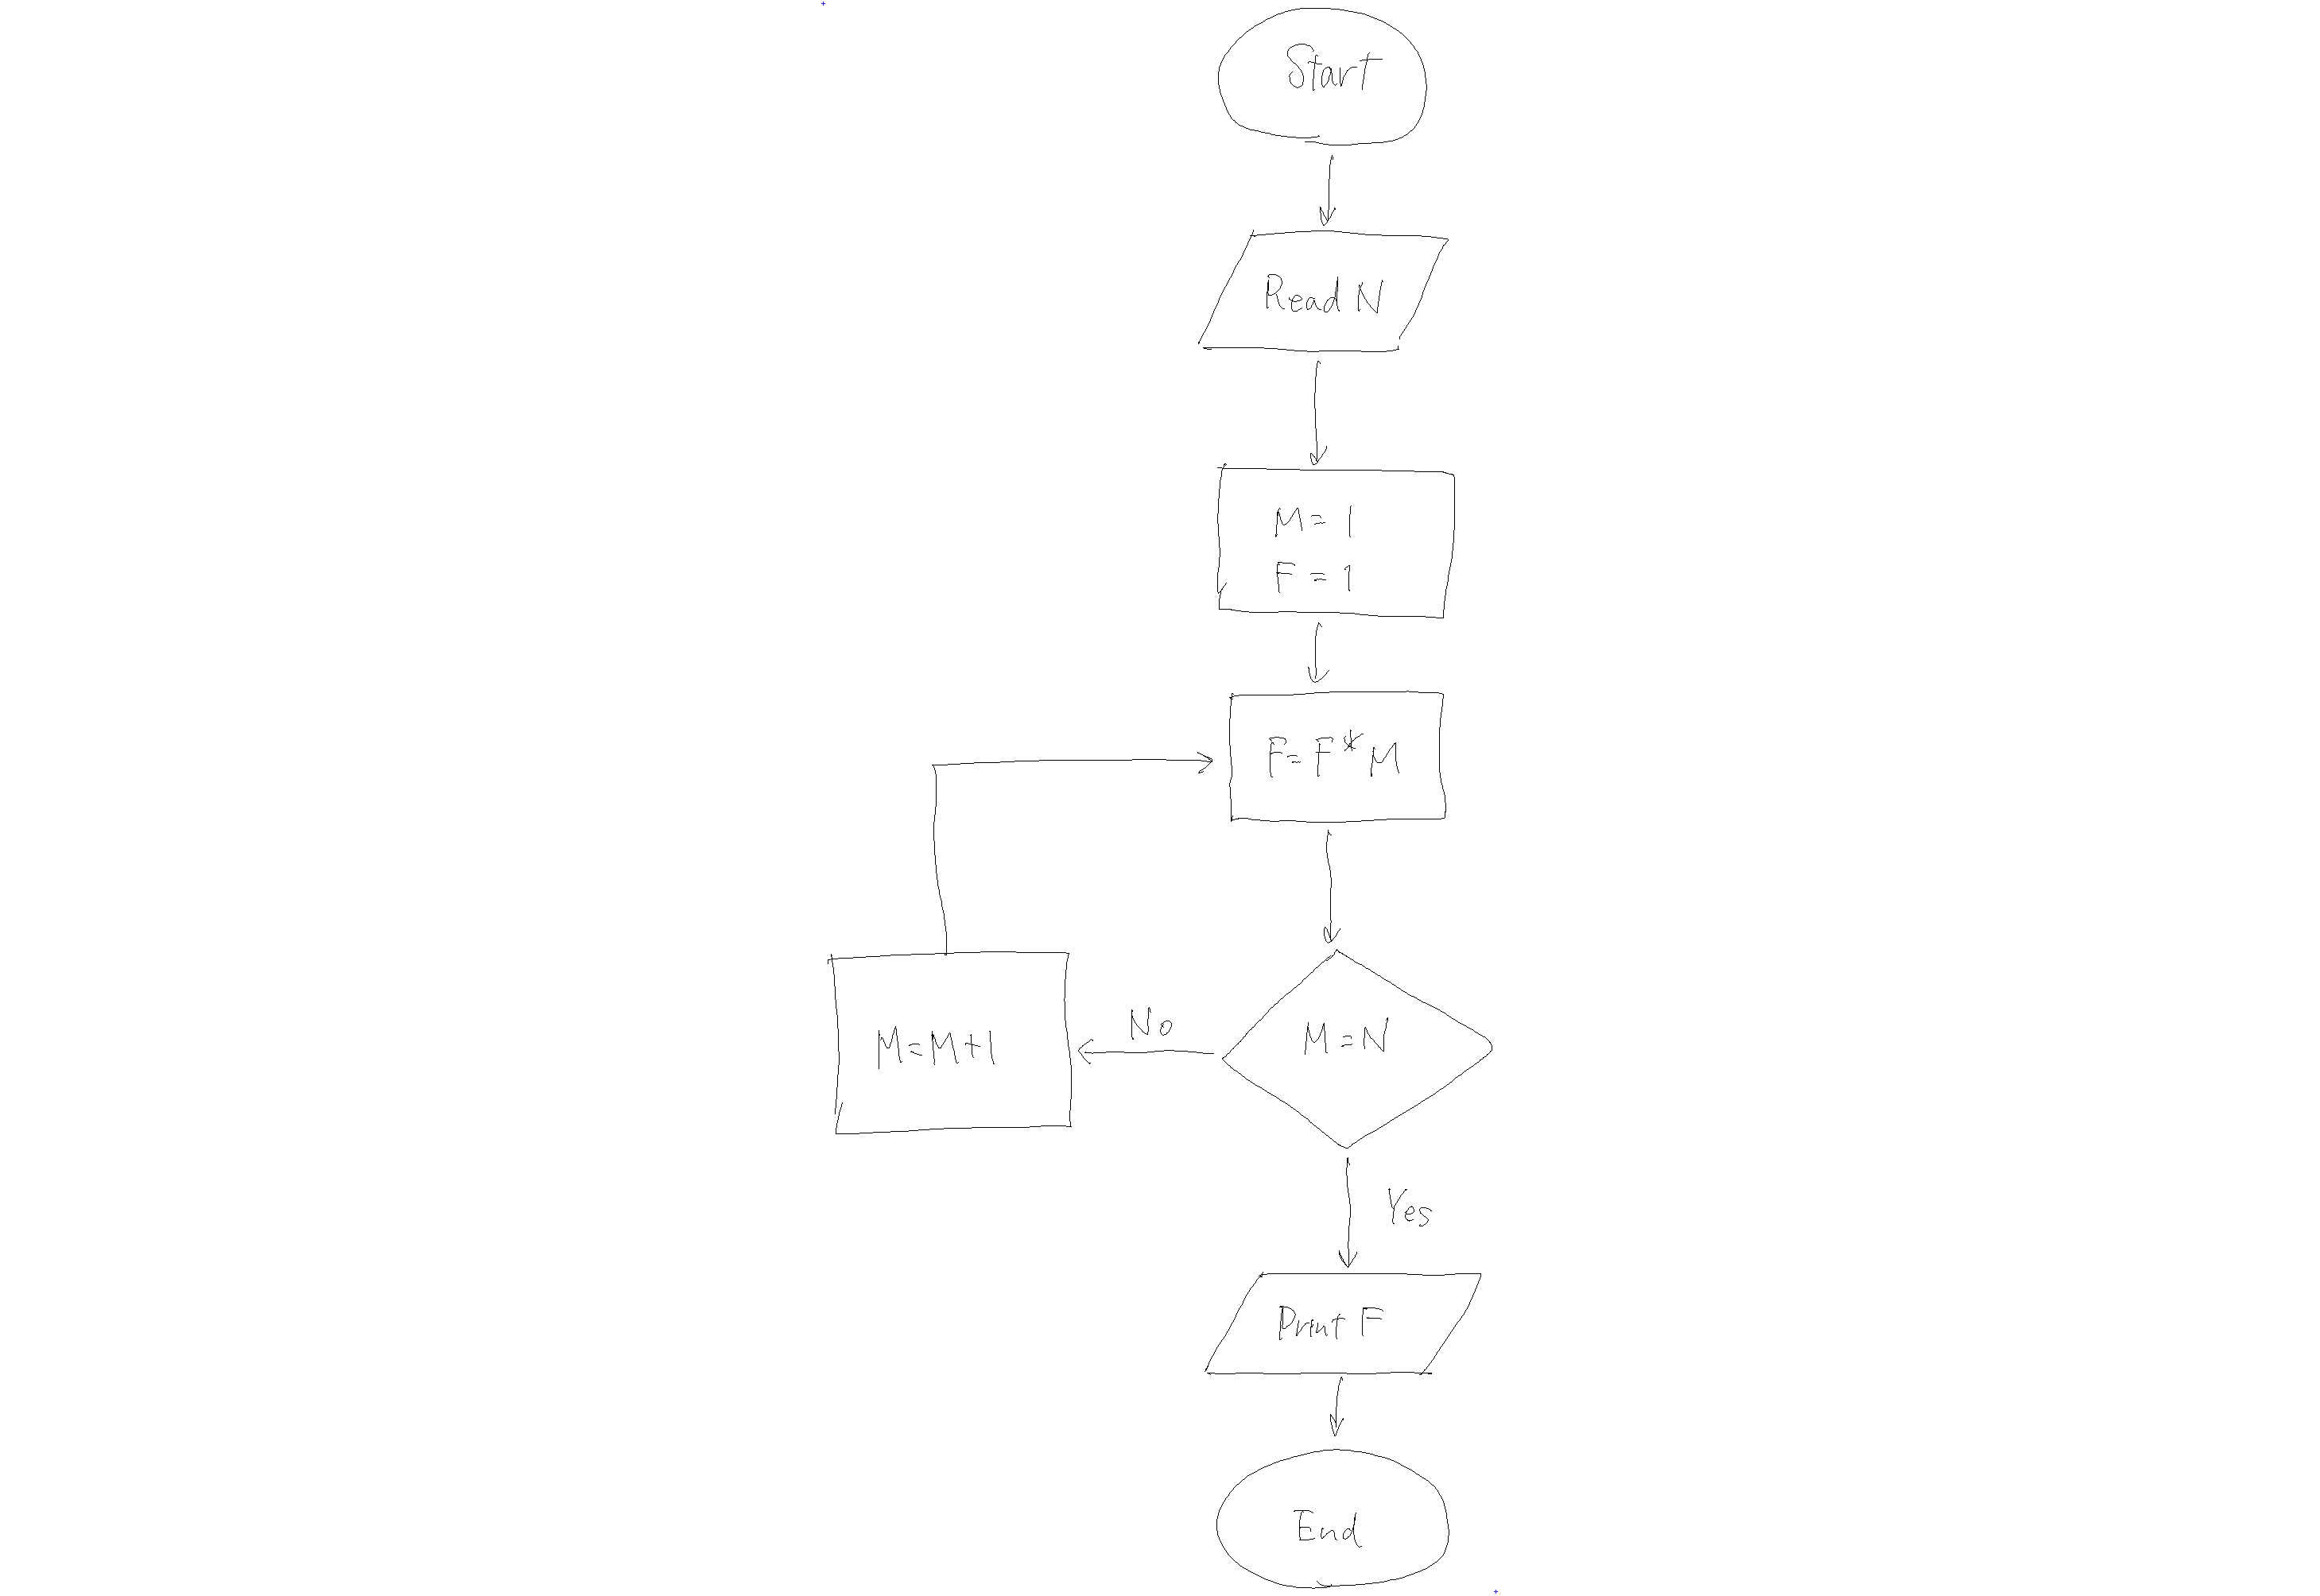 Start
Read N
M = 1
F = 1
F = F * M
M = N
No
M = M + 1
Yes
Print F
End